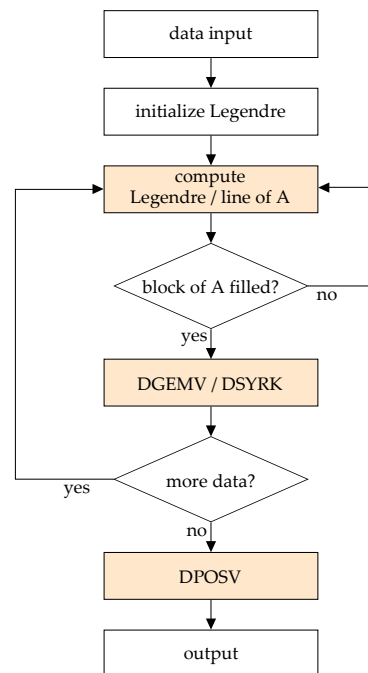 data input
initialize Legendre
compute
Legendre / line of A
block of A filled?
no
yes
DGEMV / DSYRK
more data?
yes
no
DPOSV
output